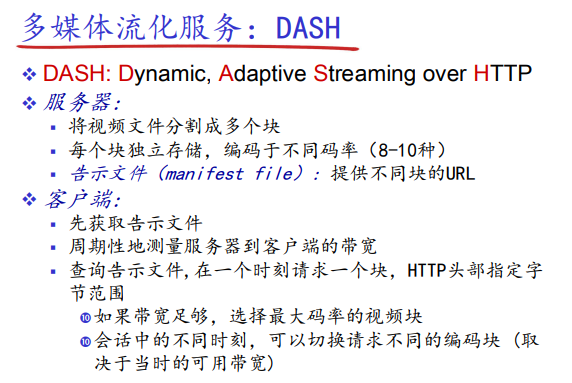 多媒体流化服务：DASH
❖ DASH: Dynamic, Adaptive Streaming over HTTP
❖ 服务器：
▪ 将视频文件分割成多个块
▪ 每个块独立存储，编码于不同码率（8-10种）
▪ 告示文件（manifest file）：提供不同块的URL
❖ 客户端：
▪ 先获取告示文件
▪ 周期性地测量服务器到客户端的带宽
▪ 查询告示文件,在一个时刻请求一个块，HTTP头部指定字
节范围
❿如果带宽足够，选择最大码率的视频块
❿会话中的不同时刻，可以切换请求不同的编码块 (取
决于当时的可用带宽)